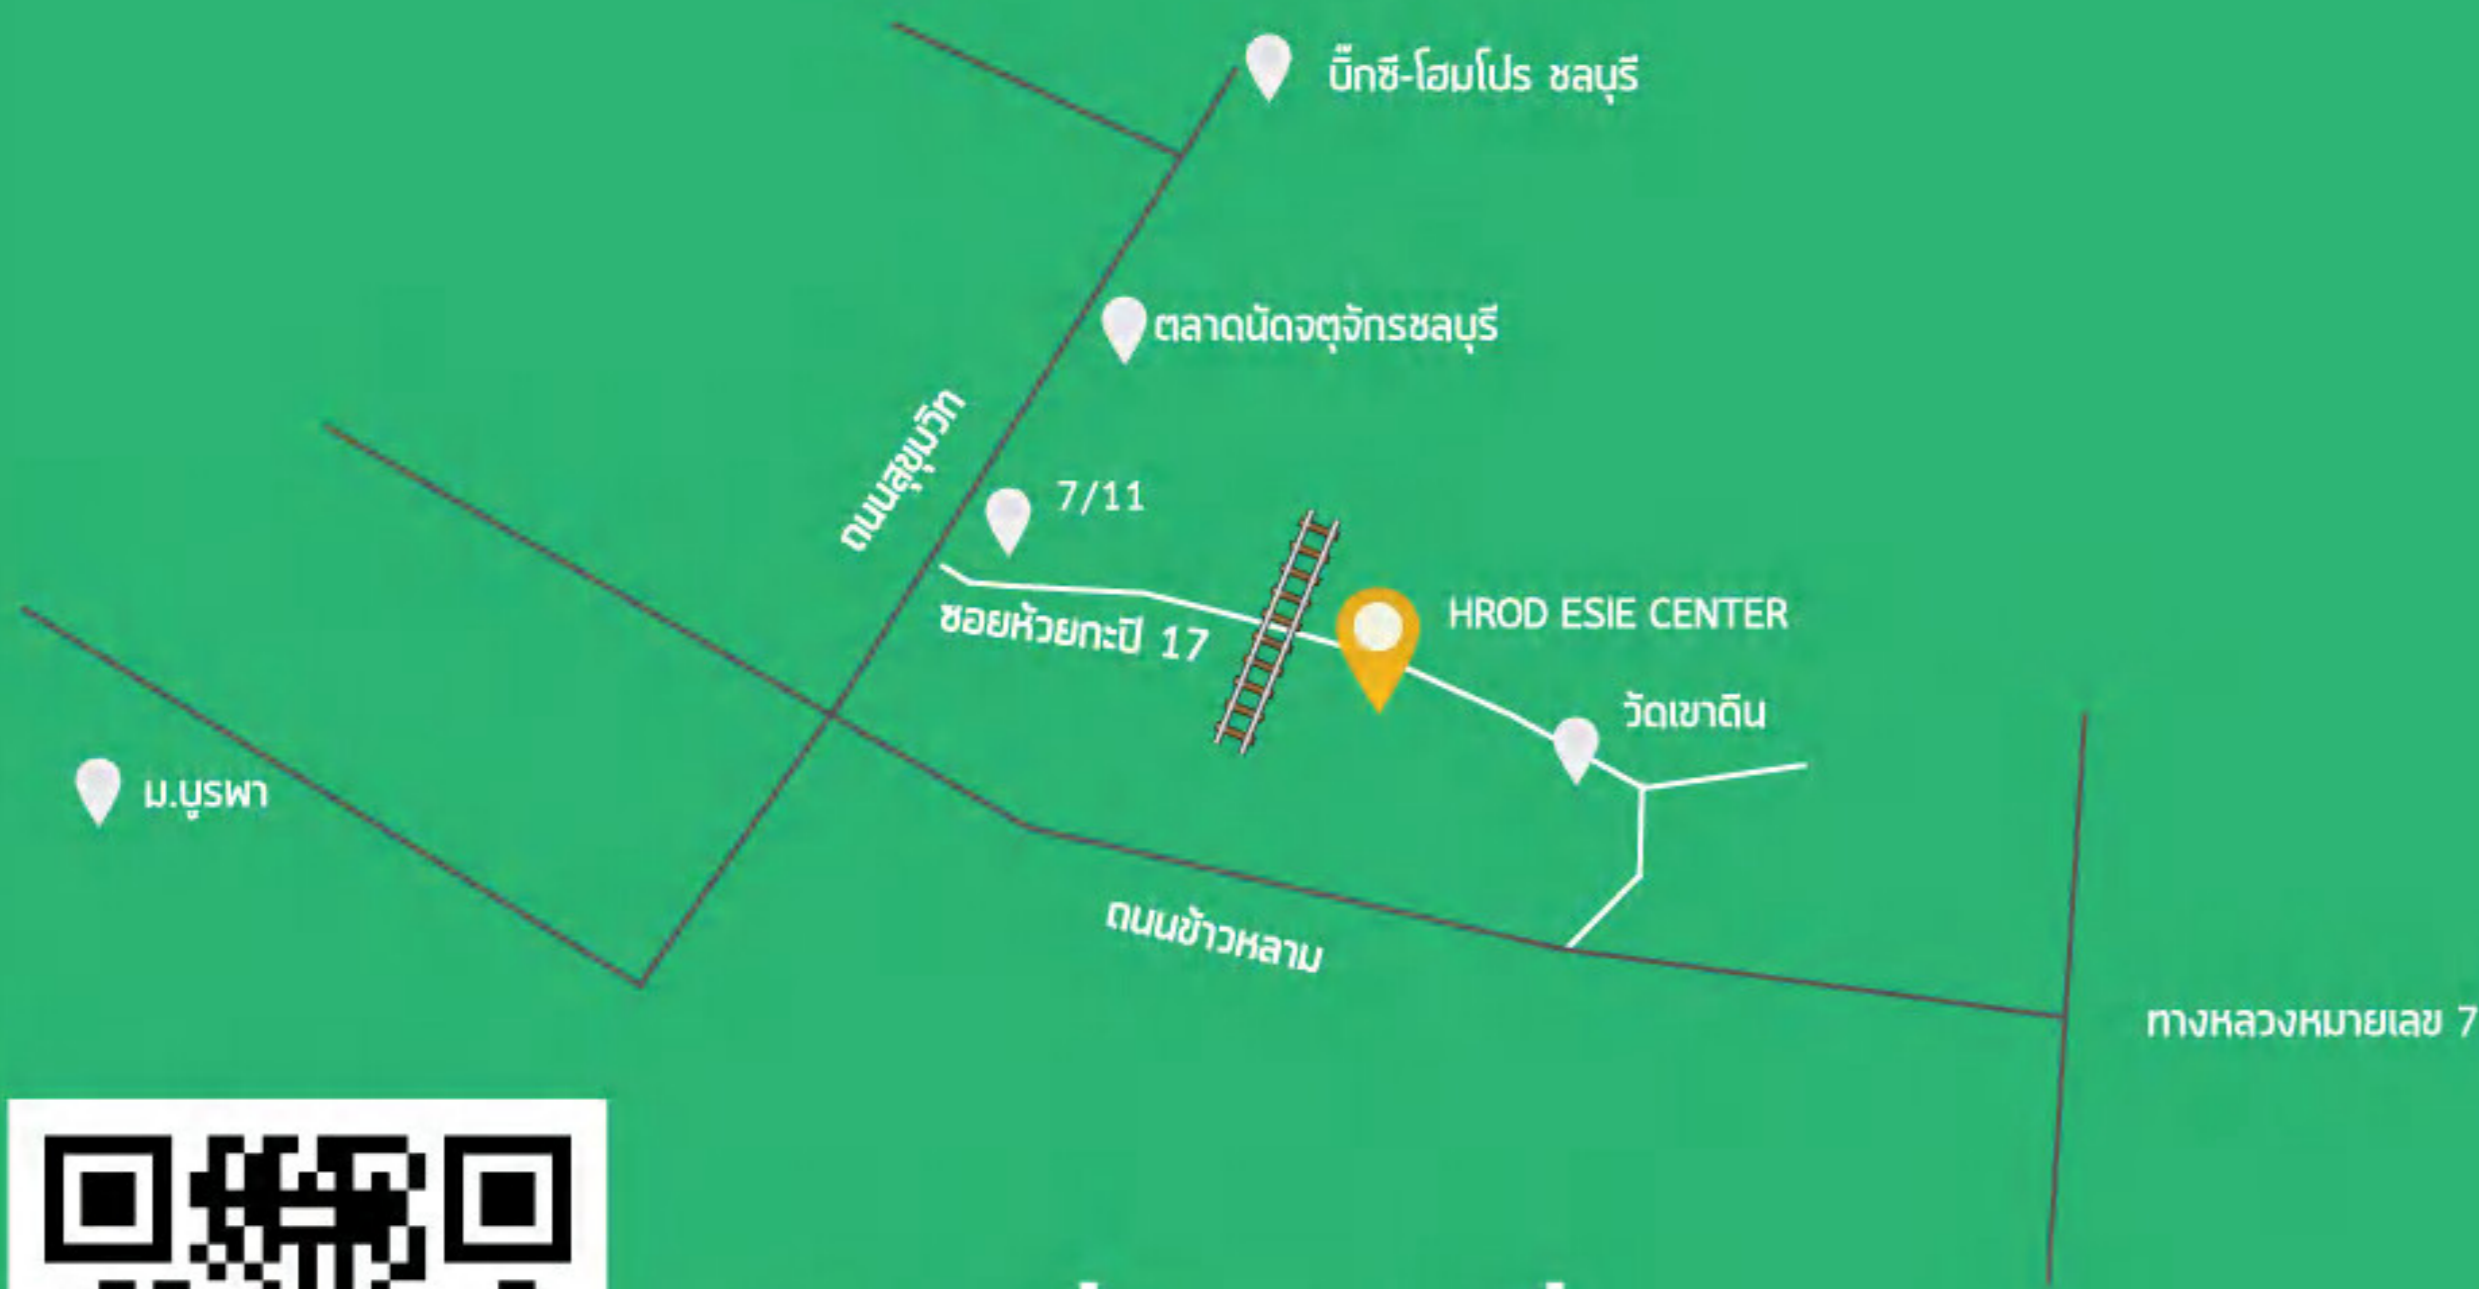 บิ๊กซี-โฮมโปร ชลบุรี
ตลาดนัดจตุจักรชลบุรี
ถนนสุขุมวิท
7/11
ซอยห้วยกะปิ 17
HROD ESIE CENTER
วัดเขาดิน
ม.บูรพา
ถนนข้าวหลาม
ทางหลวงหมายเลข 7